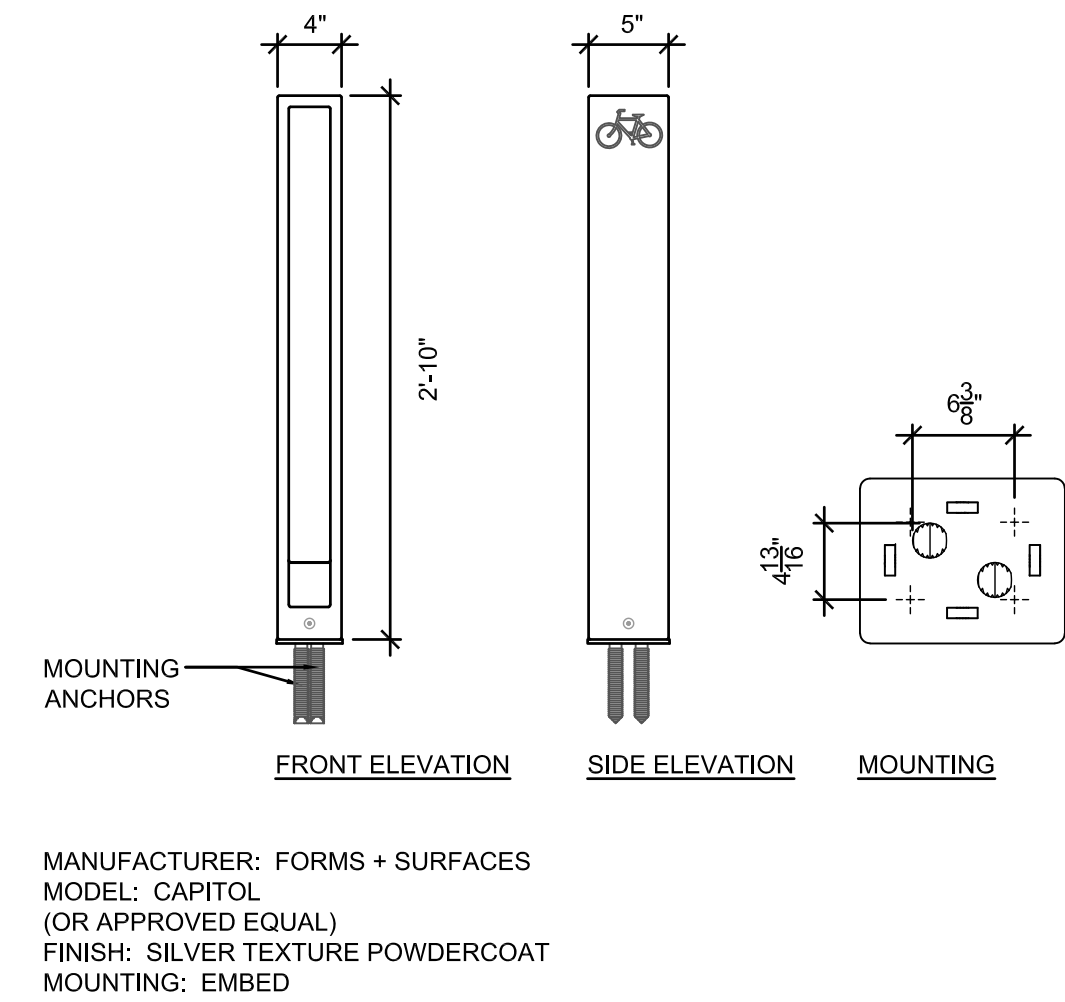 4"
5"
2'-10"
6 3/8"
4 13/16"
MOUNTING
ANCHORS
FRONT ELEVATION
SIDE ELEVATION
MOUNTING
MANUFACTURER: FORMS + SURFACES
MODEL: CAPITOL
(OR APPROVED EQUAL)
FINISH: SILVER TEXTURE POWDERCOAT
MOUNTING: EMBED